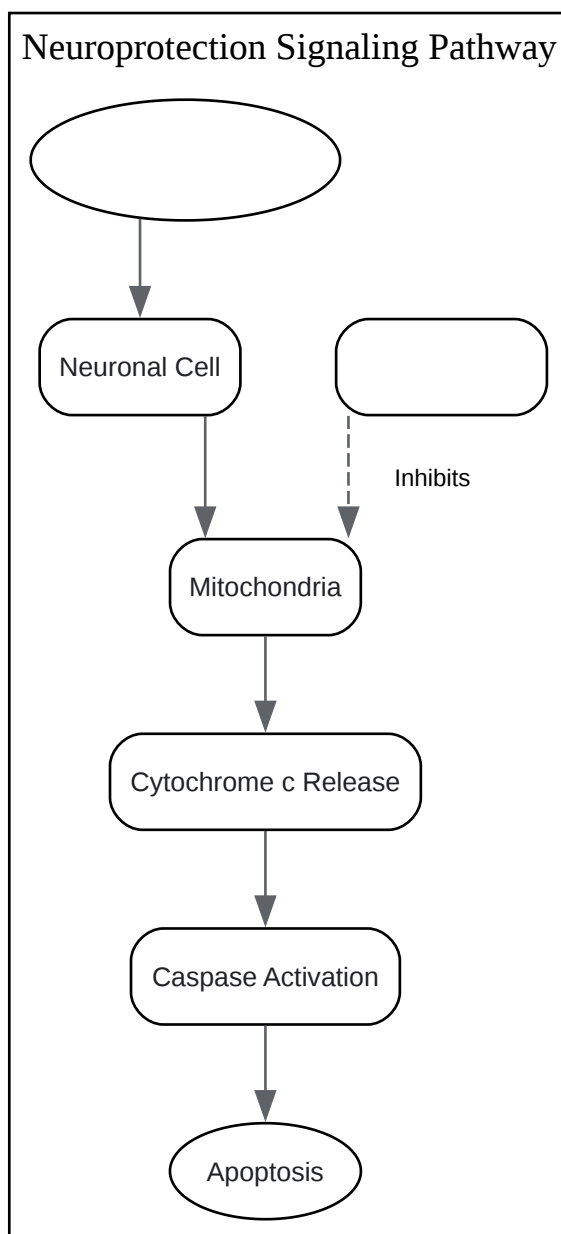 Neuroprotection Signaling Pathway
Neuronal Cell
Inhibits
Mitochondria
Cytochrome c Release
Caspase Activation
Apoptosis